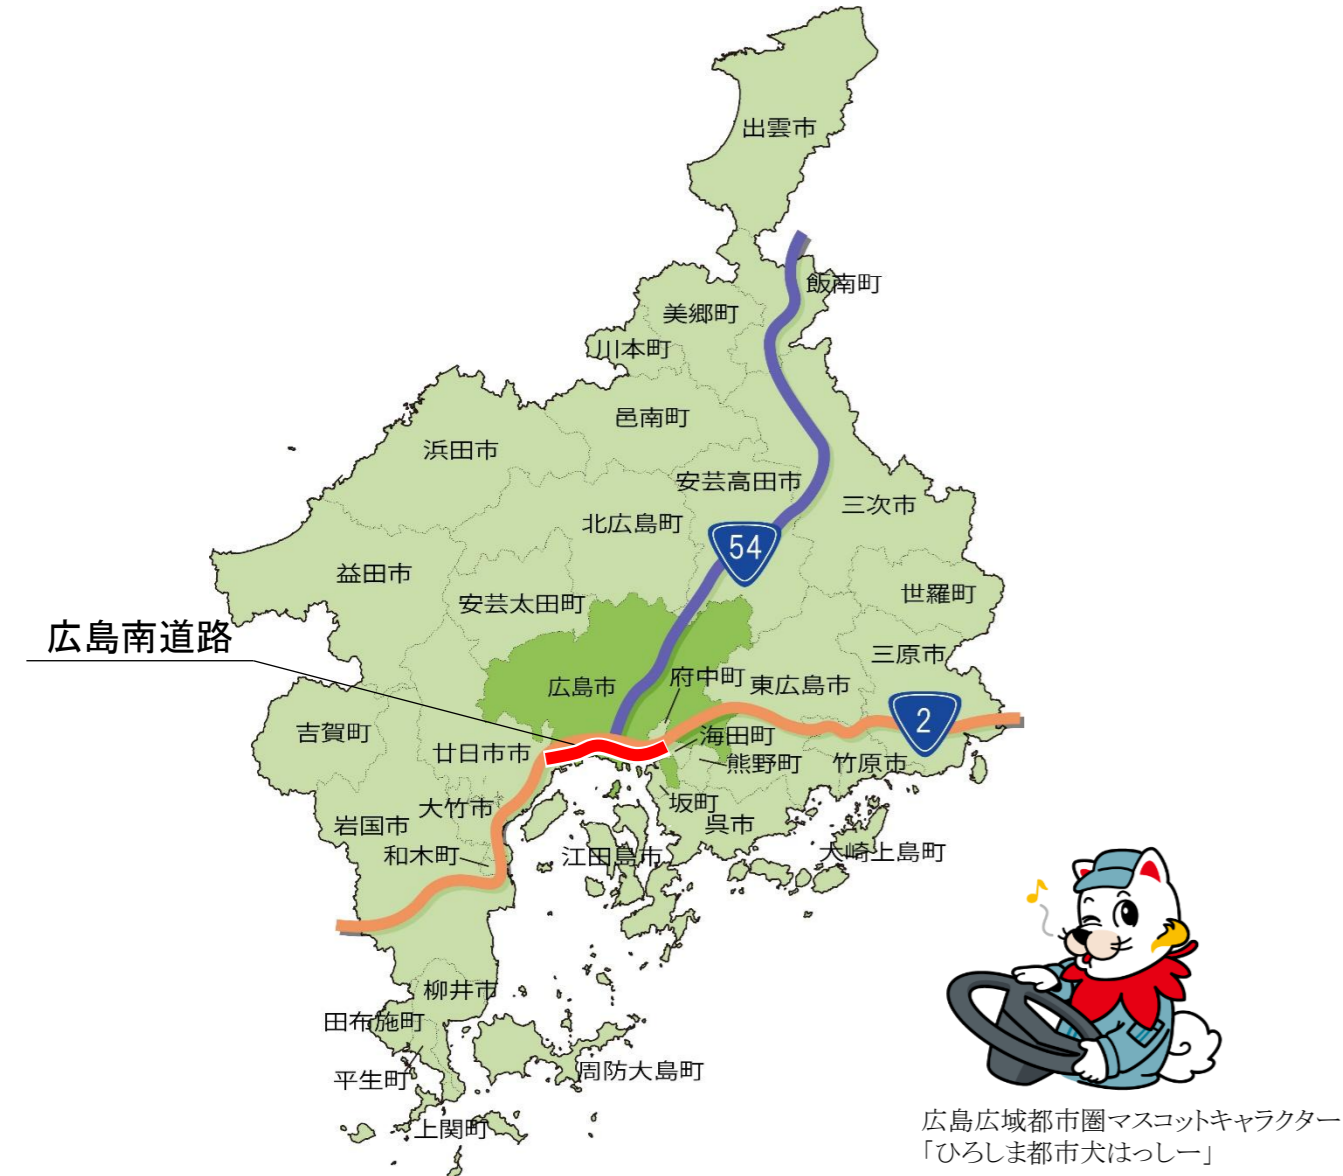 出雲市
飯南町
美郷町
川本町
邑南町
浜田市
安芸高田市
三次市
北広島町
54
益田市
世羅町
安芸太田町
広島南道路
三原市
府中町
広島市
東広島市
2
吉賀町
海田町
廿日市市
熊野町
竹原市
坂町
大竹市
呉市
岩国市
和木町
江田島市
大崎上島町
柳井市
田布施町
平生町
周防大島町
上関町
広島広域都市圏マスコットキャラクター
「ひろしま都市犬はっしー」